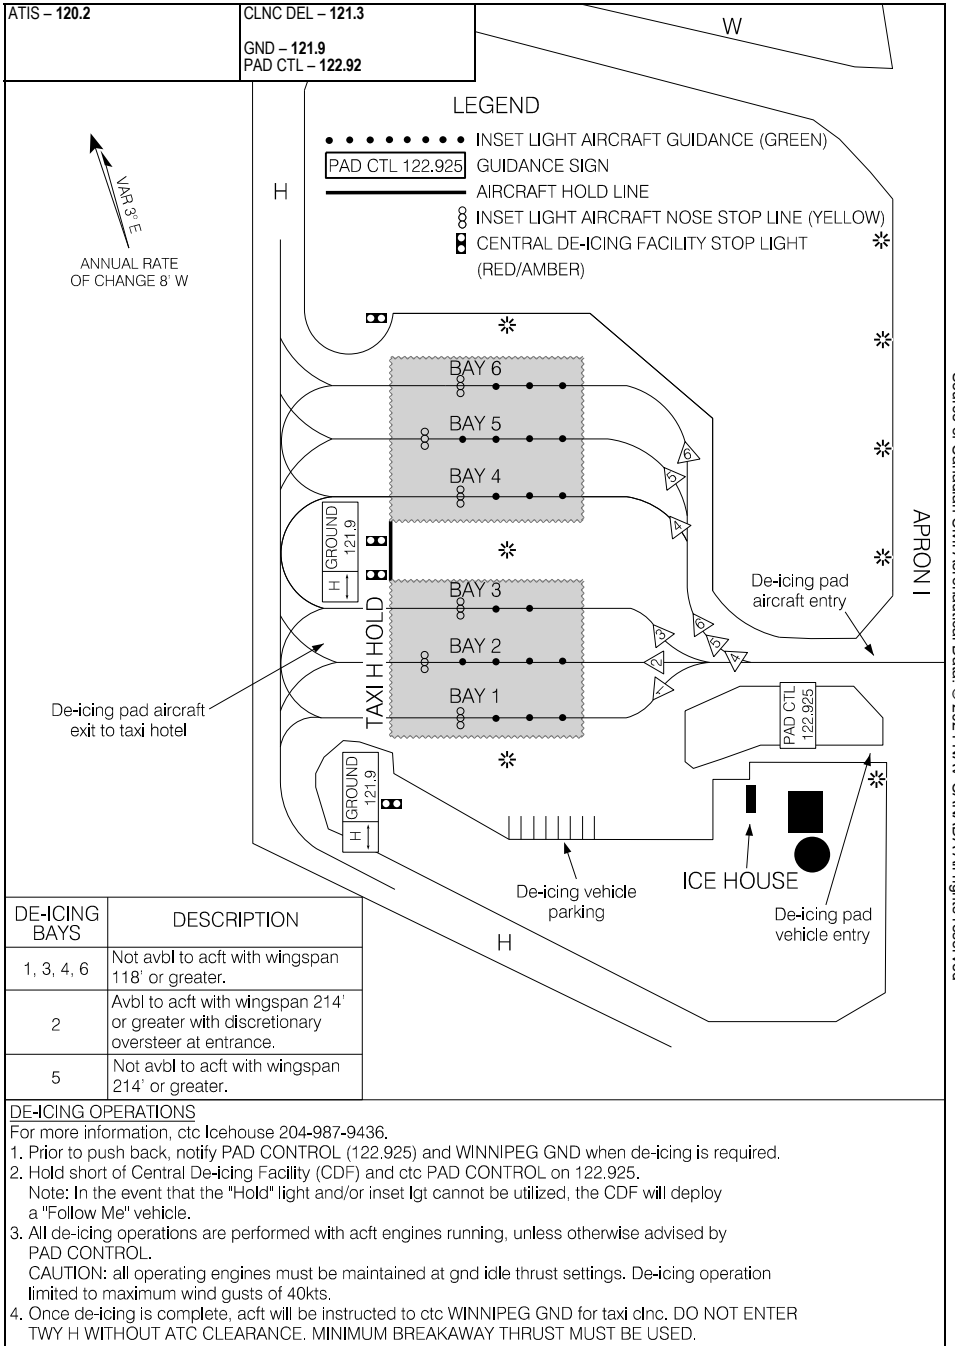 ATIS – 120.2
CLNC DEL – 121.3
GND – 121.9
PAD CTL – 122.92
W
LEGEND
INSET LIGHT AIRCRAFT GUIDANCE (GREEN)
PAD CTL 122.925
GUIDANCE SIGN
AIRCRAFT HOLD LINE
INSET LIGHT AIRCRAFT NOSE STOP LINE (YELLOW)
CENTRAL DE-ICING FACILITY STOP LIGHT
(RED/AMBER)
H
VAR 3° E
ANNUAL RATE
OF CHANGE 8' W
BAY 6
BAY 5
BAY 4
6
5
4
GROUND
121.9
H
APRON I
De-icing pad
aircraft entry
BAY 3
BAY 2
BAY 1
3
2
1
6
5
4
TAXI H HOLD
De-icing pad aircraft
exit to taxi hotel
PAD CTL
122.925
GROUND
121.9
H
ICE HOUSE
De-icing vehicle
parking
De-icing pad
vehicle entry
H
DE-ICING
BAYS
DESCRIPTION
1, 3, 4, 6
Not avbl to acft with wingspan
118' or greater.
2
Avbl to acft with wingspan 214'
or greater with discretionary
oversteer at entrance.
5
Not avbl to acft with wingspan
214' or greater.
DE-ICING OPERATIONS
For more information, ctc Icehouse 204-987-9436.
1. Prior to push back, notify PAD CONTROL (122.925) and WINNIPEG GND when de-icing is required.
2. Hold short of Central De-icing Facility (CDF) and ctc PAD CONTROL on 122.925.
Note: In the event that the "Hold" light and/or inset lgt cannot be utilized, the CDF will deploy
a "Follow Me" vehicle.
3. All de-icing operations are performed with acft engines running, unless otherwise advised by
PAD CONTROL.
CAUTION: all operating engines must be maintained at gnd idle thrust settings. De-icing operation
limited to maximum wind gusts of 40kts.
4. Once de-icing is complete, acft will be instructed to ctc WINNIPEG GND for taxi clnc. DO NOT ENTER
TWY H WITHOUT ATC CLEARANCE. MINIMUM BREAKAWAY THRUST MUST BE USED.